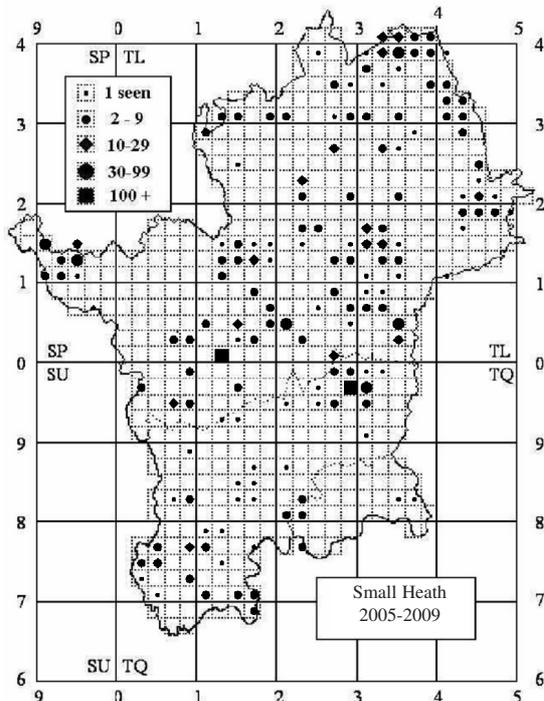 9 0 1 2 3 4 5
4 SP TL 4
1 seen
2 - 9
10-29
30-99
100 +
3 3
2 2
1 1
SP TL
0 0
SU TQ
9 9
8 8
Small Heath
2005-2009
7 7
SU TQ
6 6
9 0 1 2 3 4 5